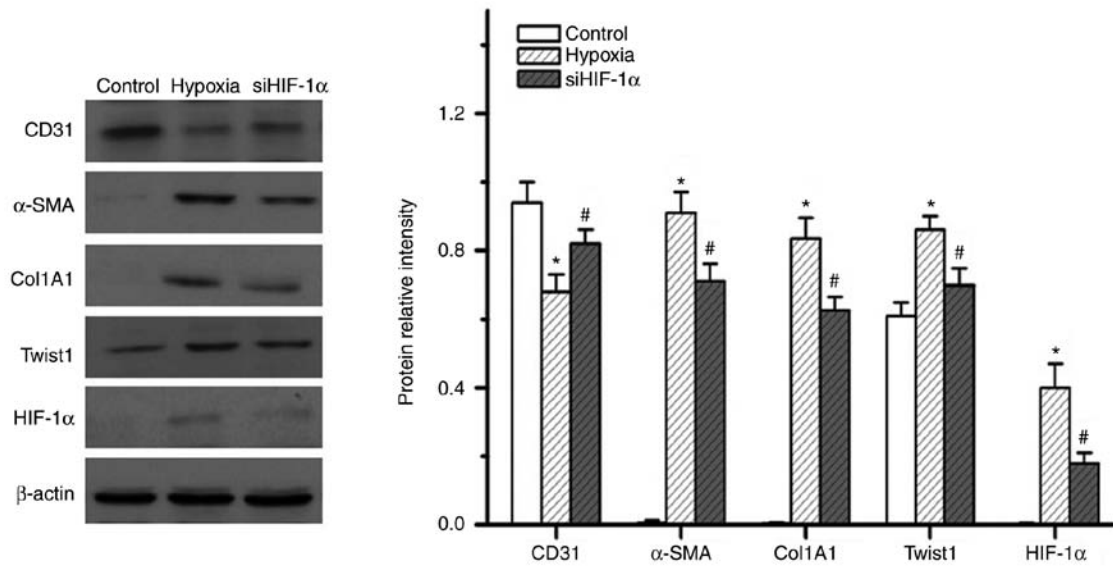 Control Hypoxia siHIF-1α
CD31
α-SMA
Col1A1
Twist1
HIF-1α
β-actin
Control
Hypoxia
siHIF-1α
Protein relative intensity
1.2
0.8
0.4
0.0
*
#
*
#
*
#
*
#
*
#
CD31 α-SMA Col1A1 Twist1 HIF-1α